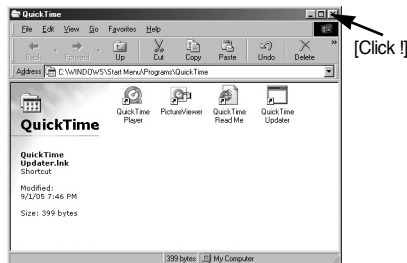 QuickTime
File Edit View Go Favorites Help
Back Forward Up Cut Copy Paste Undo Delete »
[Click !]
Address C:\WINDOWS\Start Menu\Programs\QuickTime
QuickTime
QuickTime
Updater.lnk
Shortcut
Modified:
9/1/05 7:46 PM
Size: 399 bytes
QuickTime Player
PictureViewer
QuickTime Read Me
QuickTime Updater
399 bytes My Computer